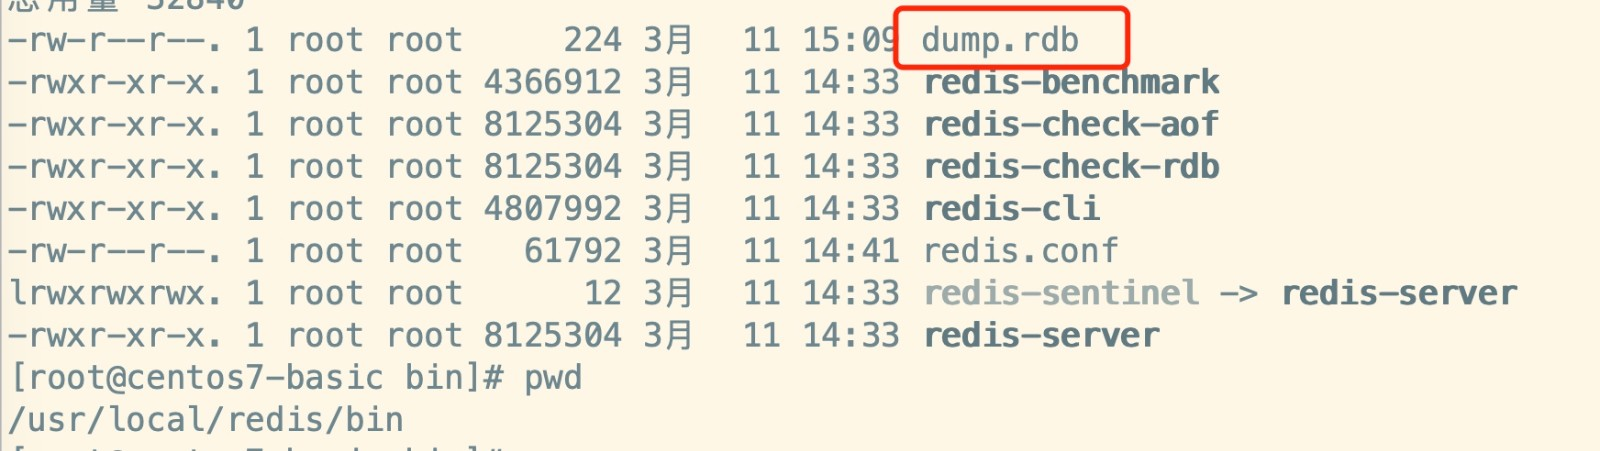 总用量 32840
-rw-r--r--. 1 root root     224 3月   11 15:09 dump.rdb
-rwxr-xr-x. 1 root root 4366912 3月   11 14:33 redis-benchmark
-rwxr-xr-x. 1 root root 8125304 3月   11 14:33 redis-check-aof
-rwxr-xr-x. 1 root root 8125304 3月   11 14:33 redis-check-rdb
-rwxr-xr-x. 1 root root 4807992 3月   11 14:33 redis-cli
-rw-r--r--. 1 root root   61792 3月   11 14:41 redis.conf
lrwxrwxrwx. 1 root root      12 3月   11 14:33 redis-sentinel -> redis-server
-rwxr-xr-x. 1 root root 8125304 3月   11 14:33 redis-server
[root@centos7-basic bin]# pwd
/usr/local/redis/bin